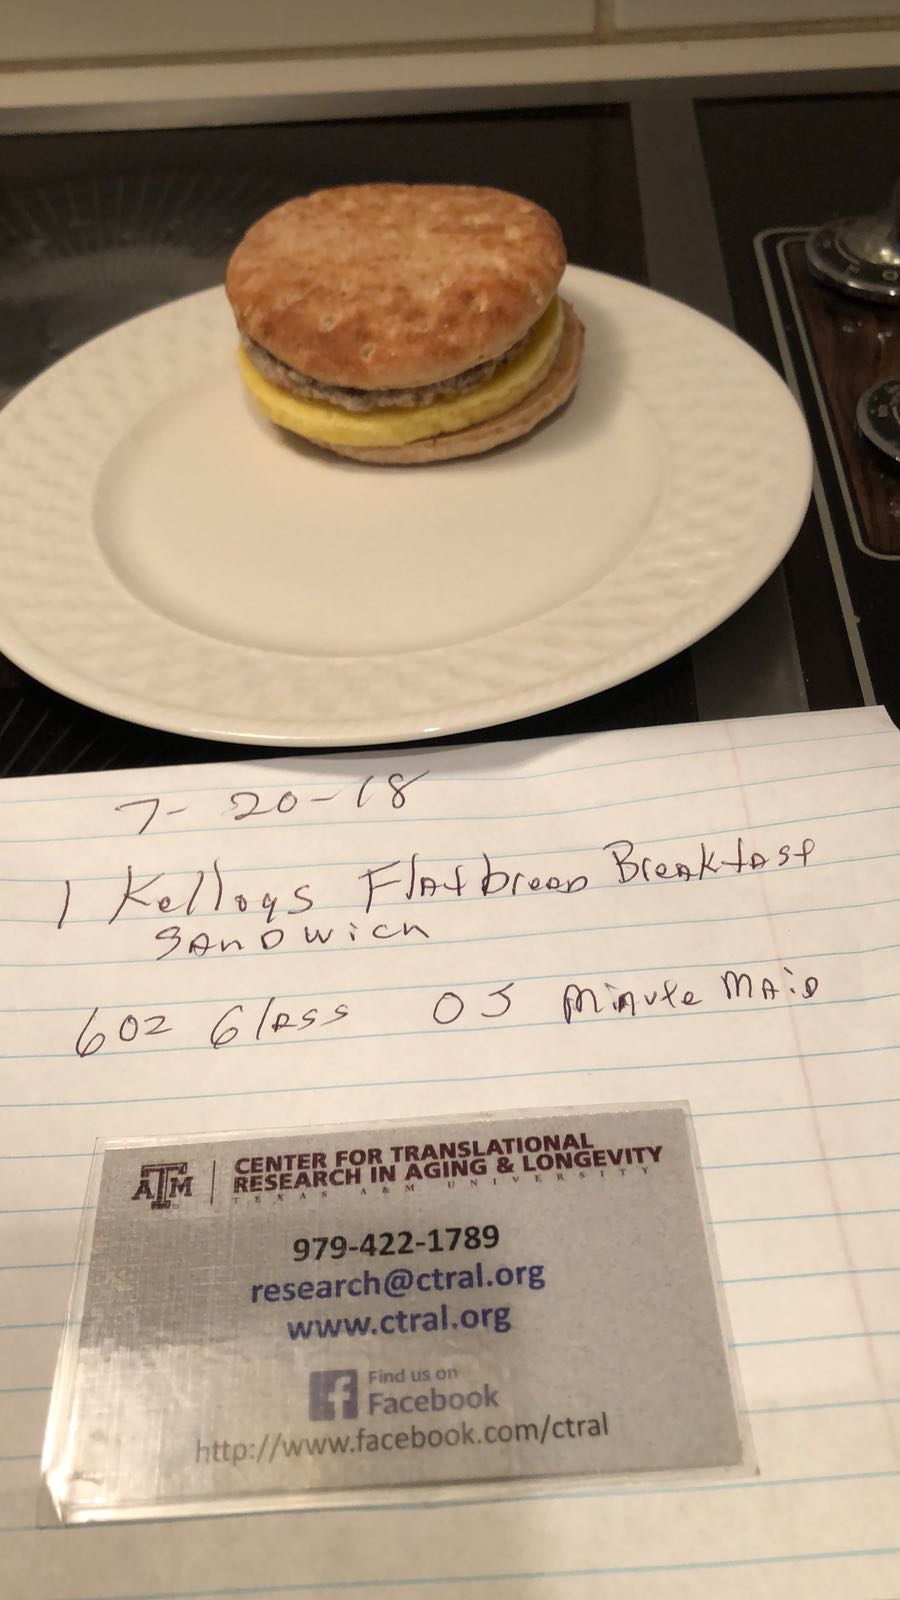 7-20-18
1 Kelloqs Flatbread Breakfast
SANDwich
6oz Glass OJ Minute MAiD
ATM
CENTER FOR TRANSLATIONAL
RESEARCH IN AGING & LONGEVITY
TEXAS A&M UNIVERSITY
979-422-1789
research@ctral.org
www.ctral.org
f Find us on
Facebook
http://www.facebook.com/ctral